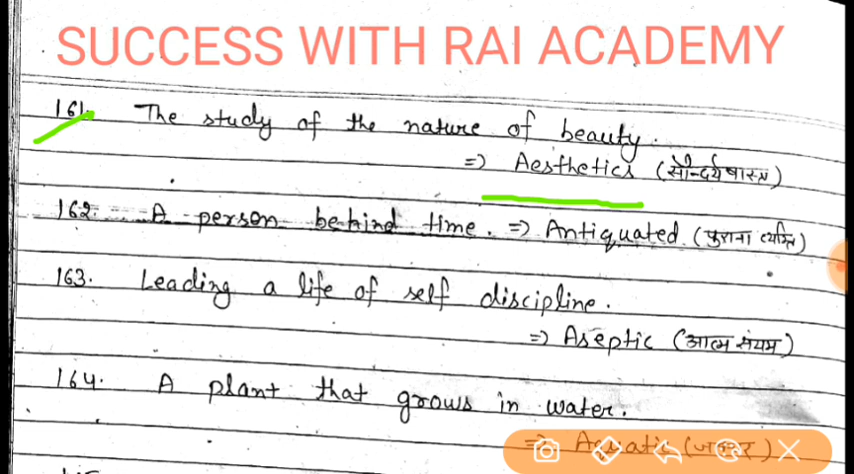 SUCCESS WITH RAI ACADEMY
161. The study of the nature of beauty.
=> Aesthetics (सौन्दर्य शास्त्र)
162. A person behind time. => Antiquated (पुराना व्यक्ति)
163. Leading a life of self discipline.
=> Aseptic (आत्म संयम)
164. A plant that grows in water.
=> Aquatic